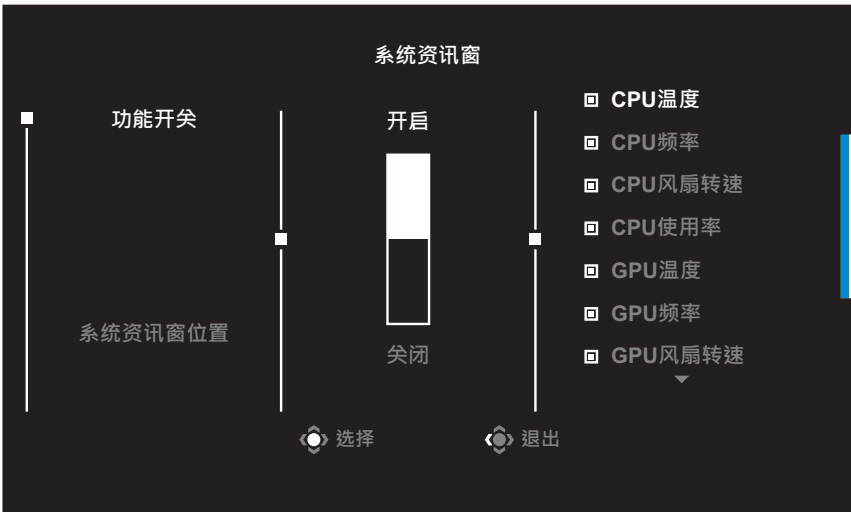 系统资讯窗
功能开关
系统资讯窗位置
开启
关闭
CPU温度
CPU频率
CPU风扇转速
CPU使用率
GPU温度
GPU频率
GPU风扇转速
选择
退出